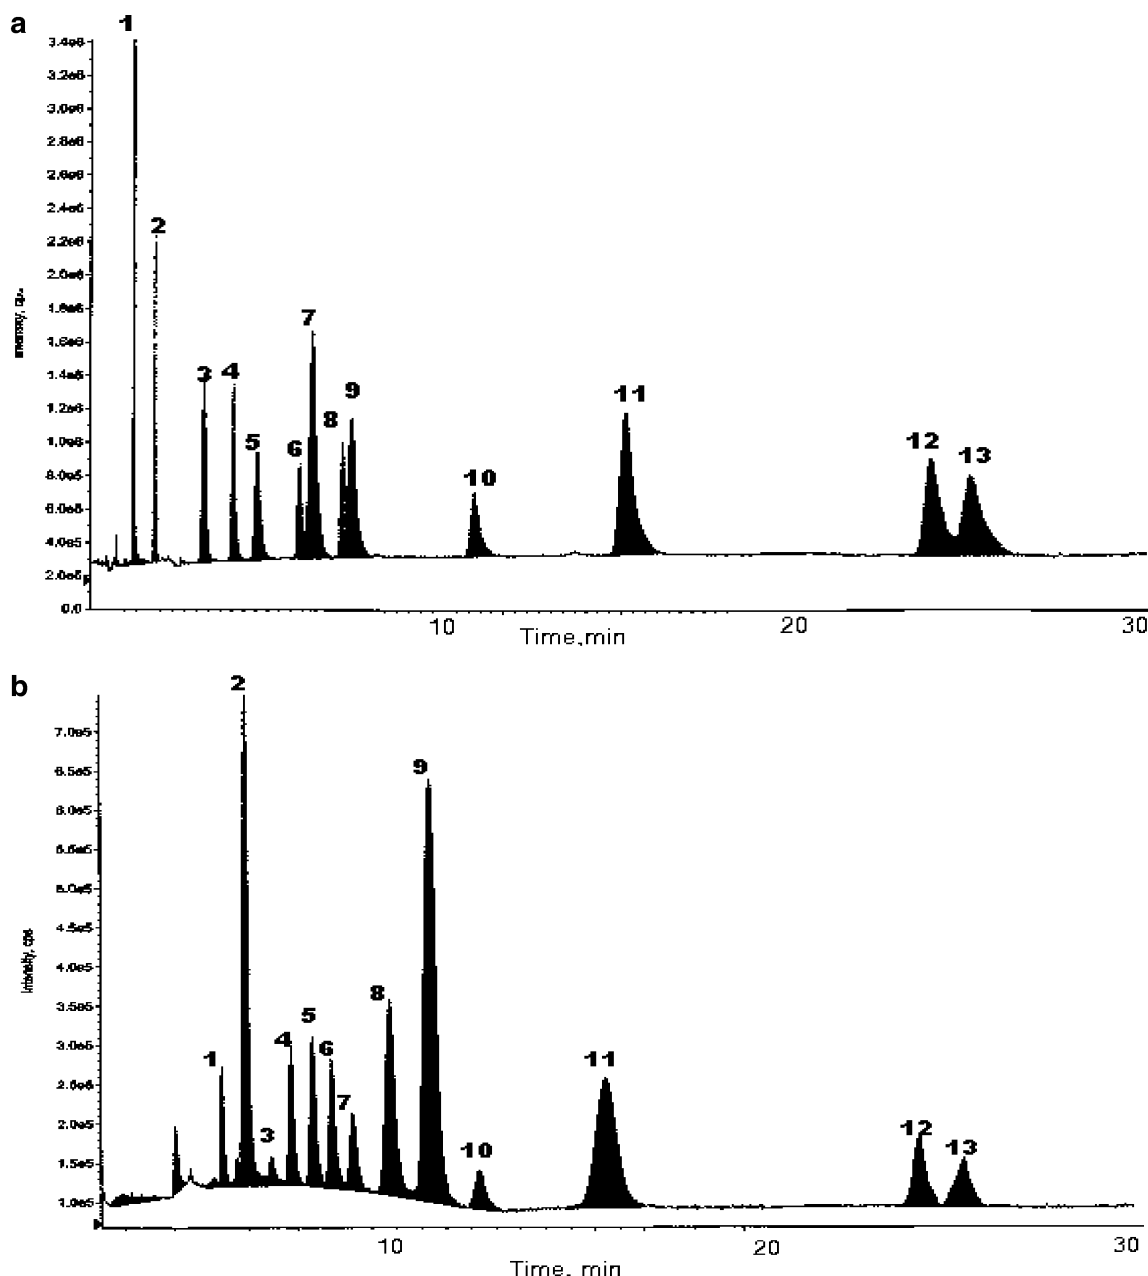 a
1
3.4e6
3.2e6
3.0e6
2.8e6
2.6e6
2.4e6
2
2.2e6
2.0e6
1.8e6
7
1.6e6
1.4e6
3 4
9
11
1.2e6
8
1.0e6
5 6
12 13
8.0e5
10
6.0e5
4.0e5
2.0e5
0.0
Intensity, cps
10 20 30
Time,min
b
2
7.0e5
9
6.5e5
6.0e5
5.5e5
5.0e5
4.5e5
4.0e5
8
3.5e5
5
3.0e5
4 6
1 11
2.5e5
7
2.0e5
3 10 12 13
1.5e5
1.0e5
Intensity, cps
10 20 30
Time, min